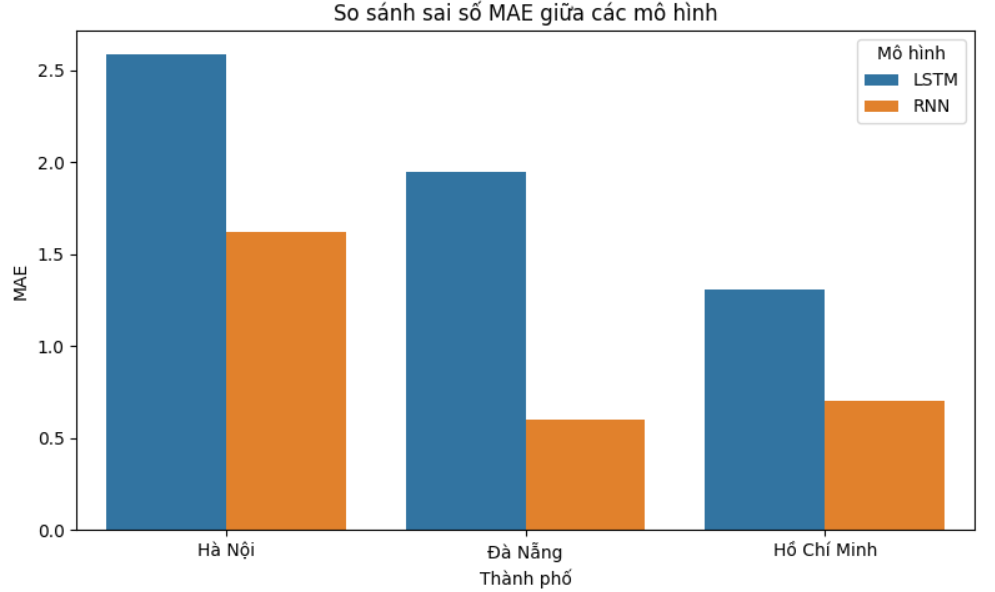 So sánh sai số MAE giữa các mô hình
Mô hình
LSTM
RNN
MAE
2.5
2.0
1.5
1.0
0.5
0.0
Hà Nội
Đà Nẵng
Hồ Chí Minh
Thành phố